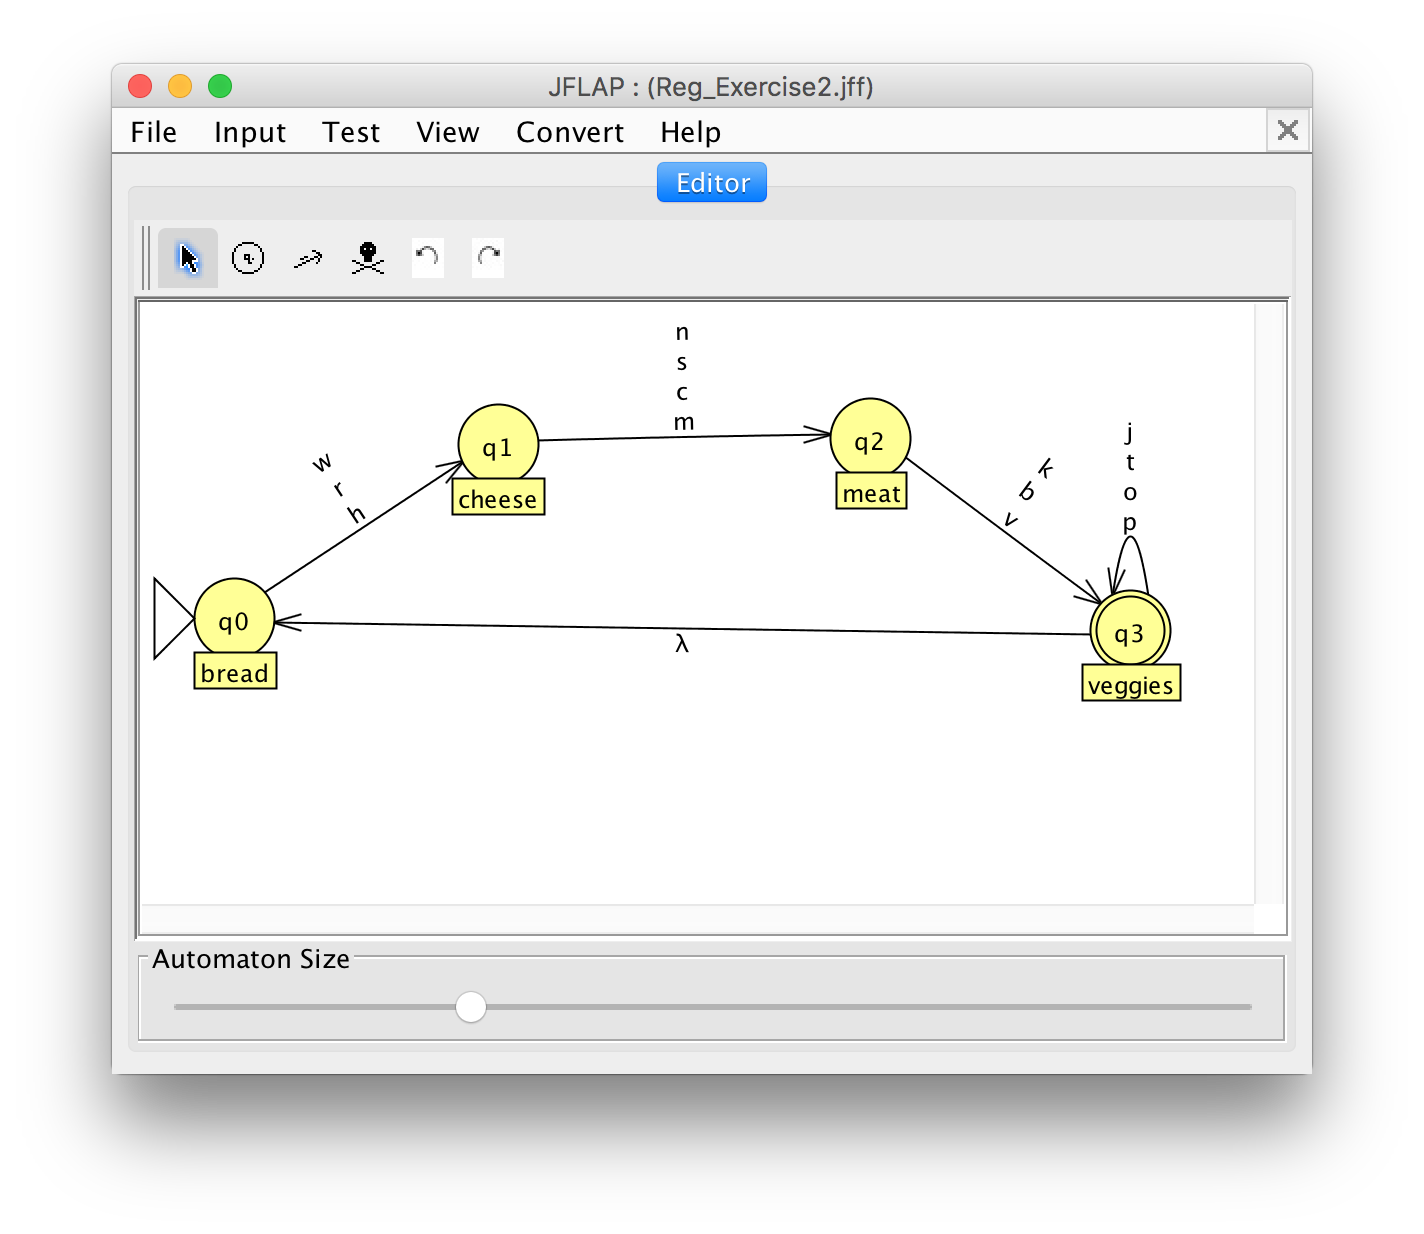 JFLAP : (Reg_Exercise2.jff)
File Input Test View Convert Help
Editor
q
n
s
c
m
w
r
h
q1
cheese
q2
meat
k
b
v
j
t
o
p
q0
bread
λ
q3
veggies
Automaton Size